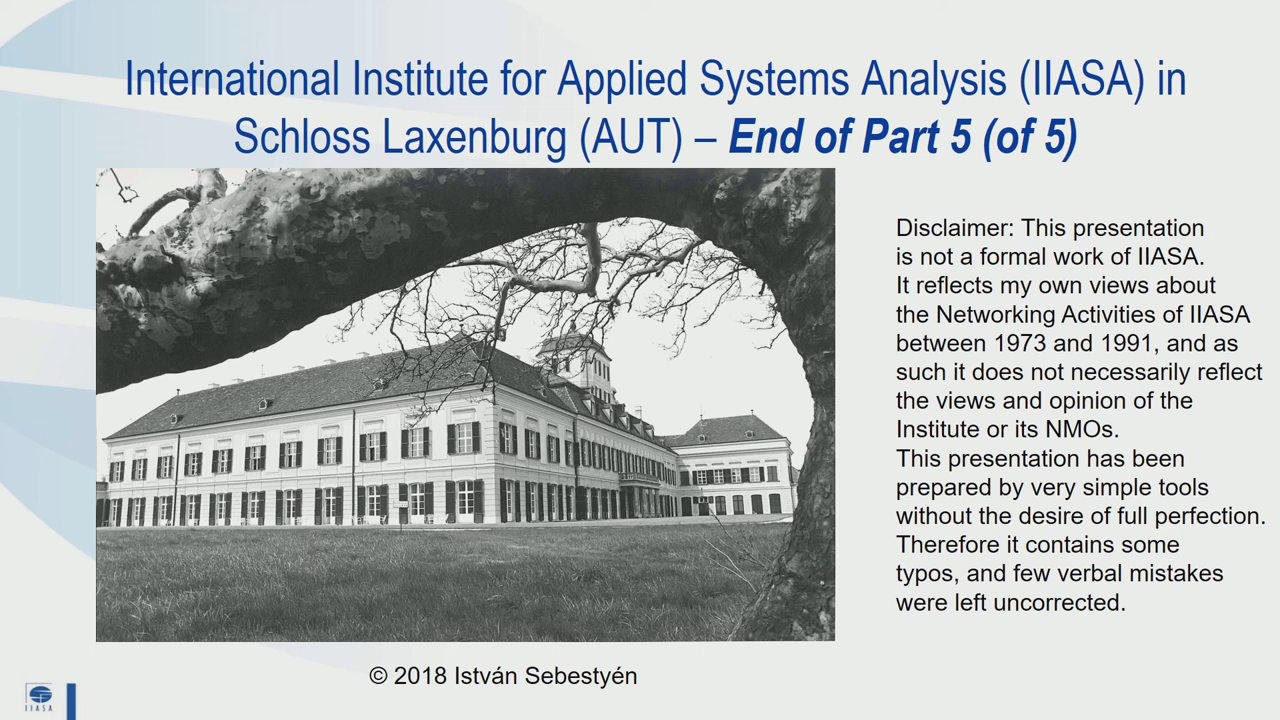 International Institute for Applied Systems Analysis (IIASA) in
Schloss Laxenburg (AUT) – End of Part 5 (of 5)
Disclaimer: This presentation
is not a formal work of IIASA.
It reflects my own views about
the Networking Activities of IIASA
between 1973 and 1991, and as
such it does not necessarily reflect
the views and opinion of the
Institute or its NMOs.
This presentation has been
prepared by very simple tools
without the desire of full perfection.
Therefore it contains some
typos, and few verbal mistakes
were left uncorrected.
© 2018 István Sebestyén
IIASA